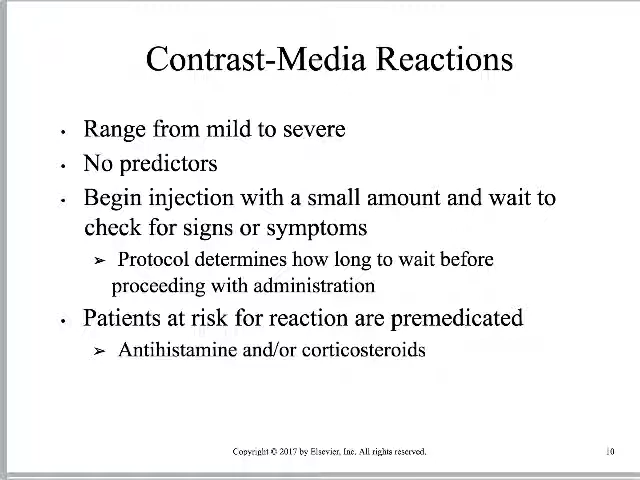 Contrast-Media Reactions
• Range from mild to severe
• No predictors
• Begin injection with a small amount and wait to
check for signs or symptoms
➢ Protocol determines how long to wait before
proceeding with administration
• Patients at risk for reaction are premedicated
➢ Antihistamine and/or corticosteroids
Copyright © 2017 by Elsevier, Inc. All rights reserved.
10